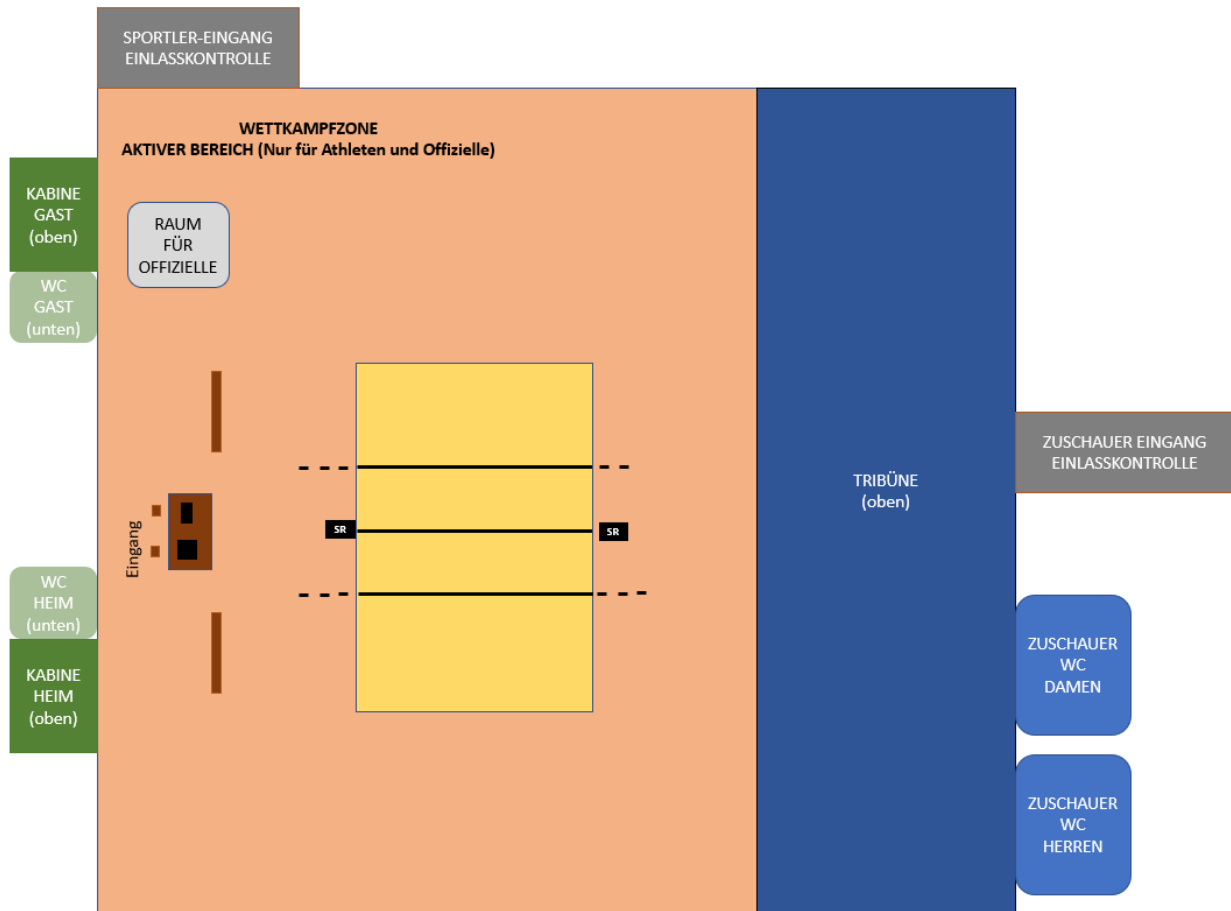 SPORTLER-EINGANG
EINLASSKONTROLLE
WETTKAMPFZONE
AKTIVER BEREICH (Nur für Athleten und Offizielle)
KABINE
GAST
(oben)
RAUM
FÜR
OFFIZIELLE
WC
GAST
(unten)
ZUSCHAUER EINGANG
EINLASSKONTROLLE
TRIBÜNE
(oben)
Eingang
SR
SR
WC
HEIM
(unten)
KABINE
HEIM
(oben)
ZUSCHAUER
WC
DAMEN
ZUSCHAUER
WC
HERREN